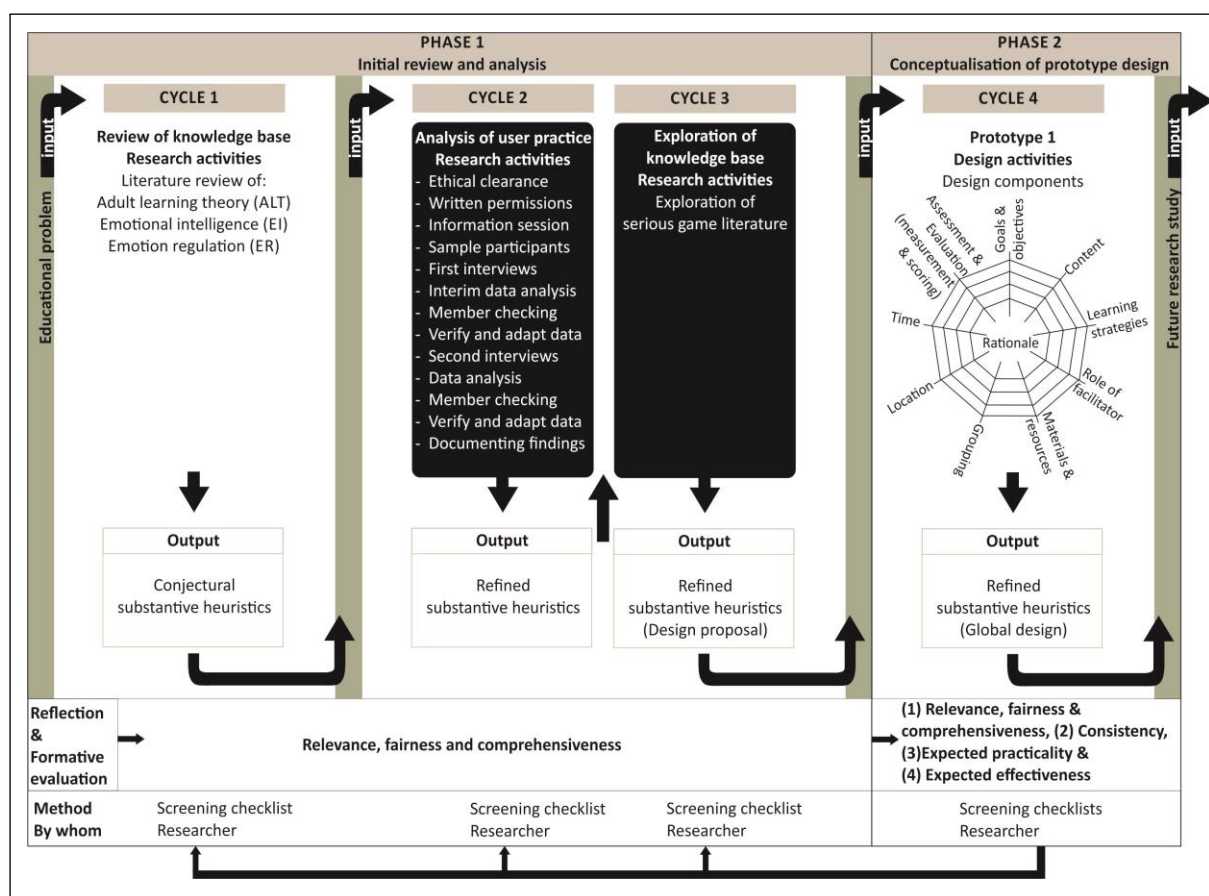 PHASE 1
Initial review and analysis
PHASE 2
Conceptualisation of prototype design
Educational problem
input
CYCLE 1
Review of knowledge base
Research activities
Literature review of:
Adult learning theory (ALT)
Emotional intelligence (EI)
Emotion regulation (ER)
Output
Conjectural
substantive heuristics
input
CYCLE 2
Analysis of user practice
Research activities
- Ethical clearance
- Written permissions
- Information session
- Sample participants
- First interviews
- Interim data analysis
- Member checking
- Verify and adapt data
- Second interviews
- Data analysis
- Member checking
- Verify and adapt data
- Documenting findings
Output
Refined
substantive heuristics
CYCLE 3
Exploration of
knowledge base
Research activities
Exploration of
serious game literature
Output
Refined
substantive heuristics
(Design proposal)
input
CYCLE 4
Prototype 1
Design activities
Design components
Rationale
Goals &
objectives
Content
Learning
strategies
Role of
facilitator
Materials &
resources
Grouping
Location
Time
Assessment &
Evaluation
(measurement
& scoring)
Output
Refined
substantive heuristics
(Global design)
input
Future research study
Reflection
&
Formative
evaluation
Relevance, fairness and comprehensiveness
(1) Relevance, fairness &
comprehensiveness, (2) Consistency,
(3)Expected practicality &
(4) Expected effectiveness
Method
By whom
Screening checklist
Researcher
Screening checklist
Researcher
Screening checklist
Researcher
Screening checklists
Researcher